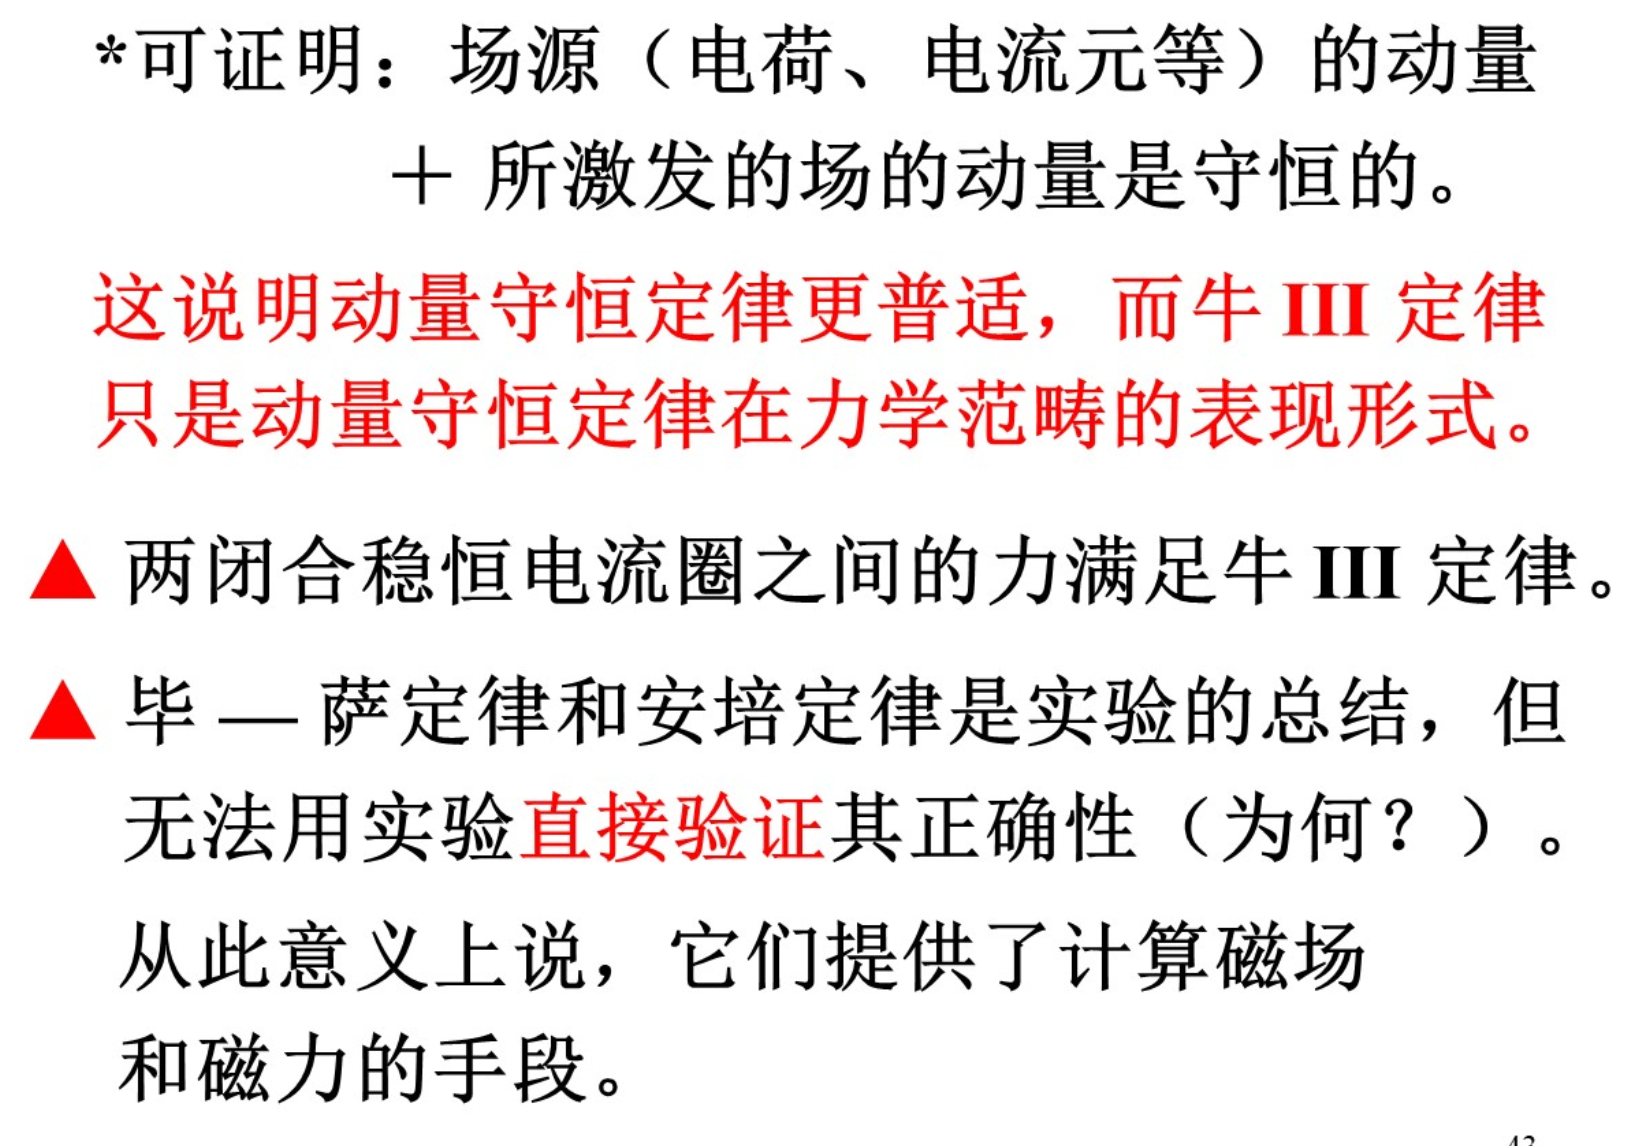 *可证明：场源（电荷、电流元等）的动量
＋ 所激发的场的动量是守恒的。
这说明动量守恒定律更普适，而牛 III 定律
只是动量守恒定律在力学范畴的表现形式。
▲ 两闭合稳恒电流圈之间的力满足牛 III 定律。
▲ 毕 — 萨定律和安培定律是实验的总结，但
无法用实验直接验证其正确性（为何？）。
从此意义上说，它们提供了计算磁场
和磁力的手段。